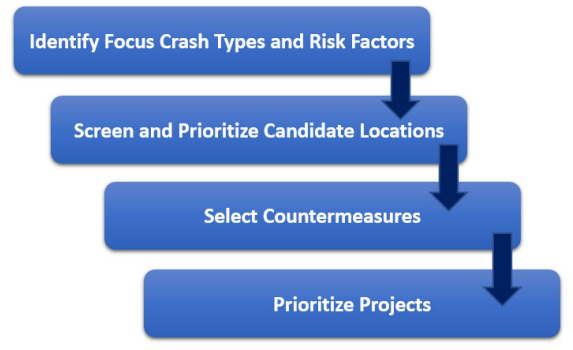 Identify Focus Crash Types and Risk Factors
Screen and Prioritize Candidate Locations
Select Countermeasures
Prioritize Projects